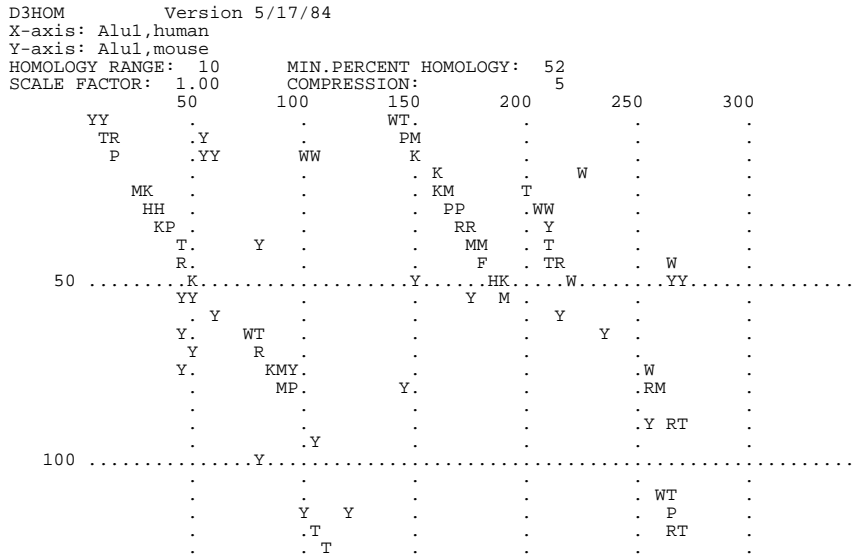 D3HOM         Version 5/17/84
X-axis: Alu1,human
Y-axis: Alu1,mouse
HOMOLOGY RANGE:  10      MIN.PERCENT HOMOLOGY:  52
SCALE FACTOR:  1.00      COMPRESSION:            5
               50       100       150       200       250       300
       YY       .         .       WT.         .         .         .
        TR      .Y        .        PM         .         .         .
         P      .YY       WW        K         .         .         .
                .         .         . K       .    W    .         .
           MK   .         .         . KM      T         .         .
            HH  .         .         .  PP     .WW       .         .
             KP .         .         .   RR    . Y       .         .
               T.     Y   .         .    MM   . T       .         .
               R.         .         .     F   . TR      .  W      .
    50 .........K...................Y......HK.....W........YY...............
               YY         .         .    Y  M .         .         .
                . Y       .         .         .  Y      .         .
               Y.    WT   .         .         .      Y  .         .
                Y     R   .         .         .         .         .
               Y.      KMY.         .         .         .W        .
                .       MP.        Y.         .         .RM       .
                .         .         .         .         .         .
                .         .         .         .         .Y RT     .
                .         .Y        .         .         .         .
   100 ...............Y.....................................................
                .         .         .         .         .         .
                .         .         .         .         . WT      .
                .         Y   Y     .         .         .  P      .
                .         .T        .         .         .  RT     .
                .         . T       .         .         .         .